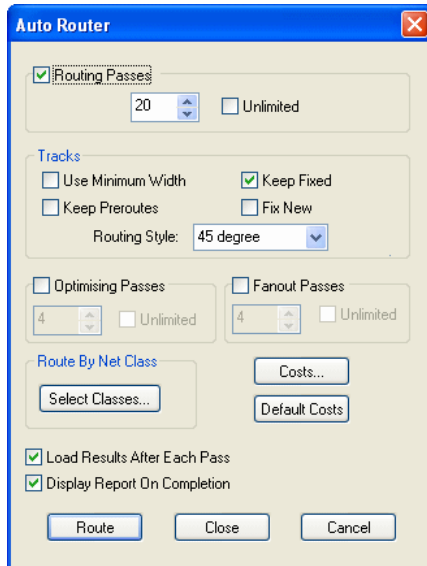 Auto Router
Routing Passes
20 Unlimited
Tracks
Use Minimum Width Keep Fixed
Keep Preroutes Fix New
Routing Style: 45 degree
Optimising Passes Fanout Passes
4 Unlimited 4 Unlimited
Route By Net Class
Costs...
Select Classes...
Default Costs
Load Results After Each Pass
Display Report On Completion
Route Close Cancel